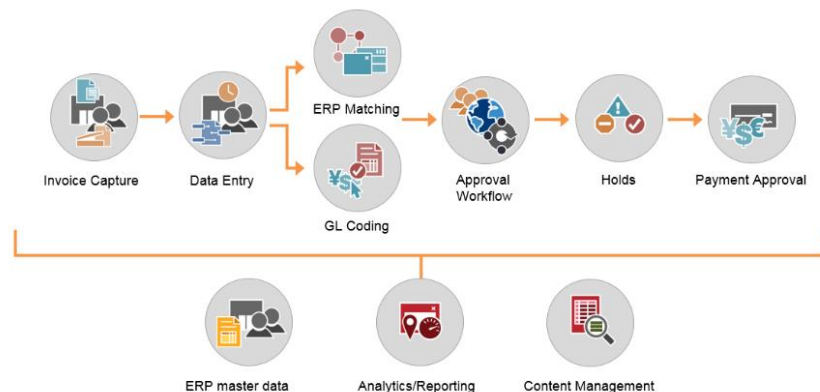 ERP Matching
Invoice Capture
Data Entry
GL Coding
Approval
Workflow
Holds
Payment Approval
ERP master data
Analytics/Reporting
Content Management